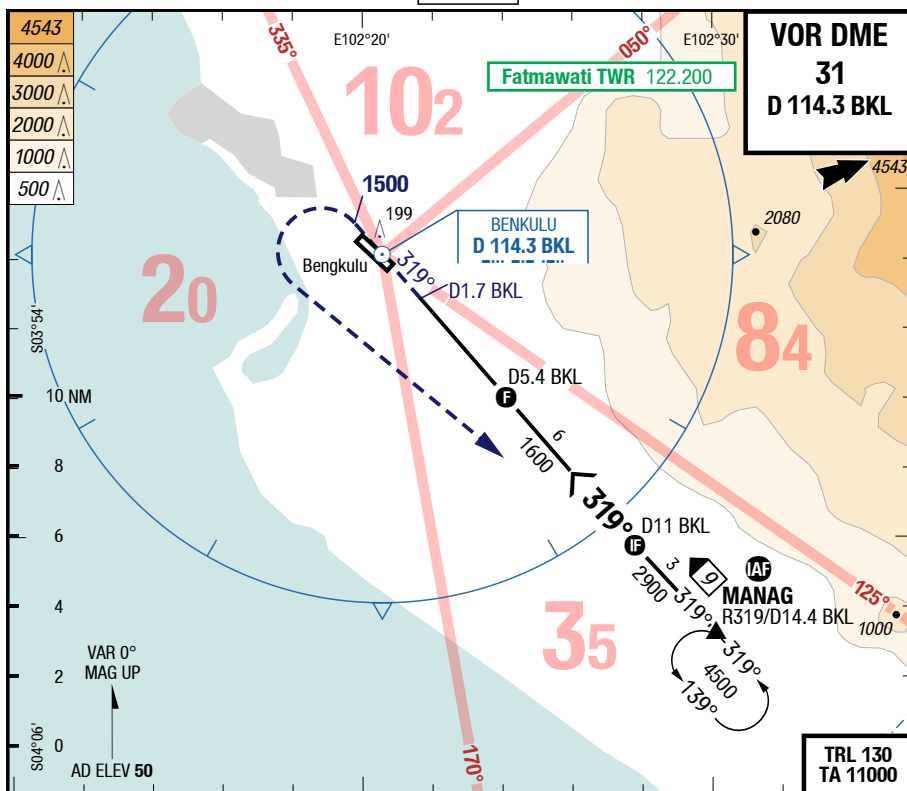 4543
4000
3000
2000
1000
500
E102°20'
E102°30'
VOR DME
31
D 114.3 BKL
Fatmawati TWR 122.200
335°
050°
102
4543
2080
1500
199
BENKULU
D 114.3 BKL
Bengkulu
319°
D1.7 BKL
20
84
S03°54'
D5.4 BKL
F
10 NM
6
1600
8
319°
D11 BKL
IF
6
3
2900
9
IAF
MANAG
R319/D14.4 BKL
125°
1000
4
319°
319°
35
4500
139°
VAR 0°
MAG UP
2
S04°06'
0
170°
AD ELEV 50
TRL 130
TA 11000